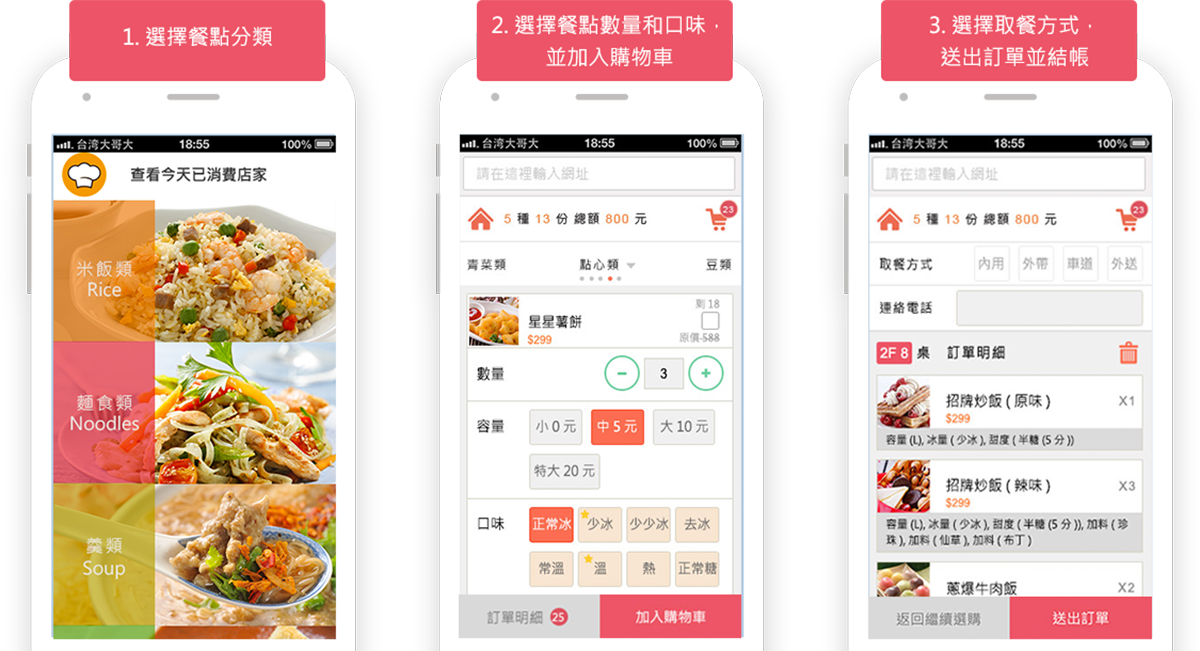 1. 選擇餐點分類
台湾大哥大 18:55 100%
查看今天已消費店家
米飯類
Rice
麵食類
Noodles
羹類
Soup
2. 選擇餐點數量和口味，
並加入購物車
台湾大哥大 18:55 100%
請在這裡輸入網址
5 種 13 份 總額 800 元 23
青菜類 點心類 豆類
剩 18
星星薯餅
$299 原價 588
數量 − 3 +
容量 小 0 元 中 5 元 大 10 元
特大 20 元
口味 正常冰 少冰 少少冰 去冰
常溫 溫 熱 正常糖
訂單明細 25 加入購物車
3. 選擇取餐方式，
送出訂單並結帳
台湾大哥大 18:55 100%
請在這裡輸入網址
5 種 13 份 總額 800 元 23
取餐方式 內用 外帶 車道 外送
連絡電話
2F 8 桌 訂單明細
招牌炒飯 ( 原味 ) X1
$299
容量 (L), 冰量 ( 少冰 ), 甜度 ( 半糖 (5 分 ))
招牌炒飯 ( 辣味 ) X3
$299
容量 (L), 冰量 ( 少冰 ), 甜度 ( 半糖 (5 分 )), 加料 ( 珍
珠 ), 加料 ( 仙草 ), 加料 ( 布丁 )
蔥爆牛肉飯 X2
返回繼續選購 送出訂單